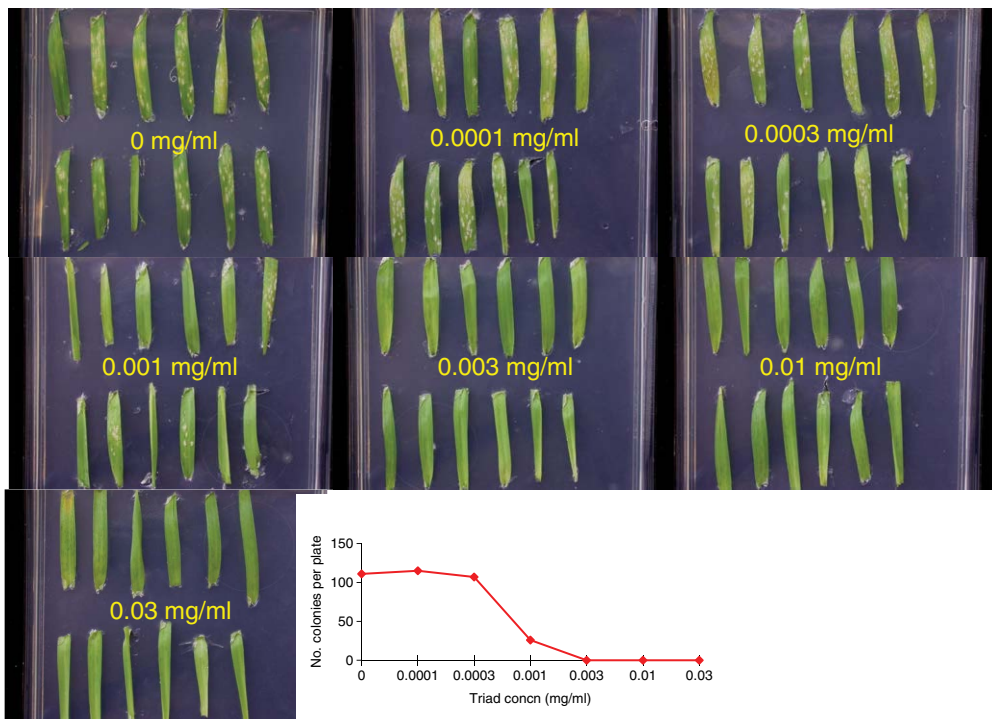 0 mg/ml
0.0001 mg/ml
0.0003 mg/ml
0.001 mg/ml
0.003 mg/ml
0.01 mg/ml
0.03 mg/ml
No. colonies per plate
150
100
50
0
0 0.0001 0.0003 0.001 0.003 0.01 0.03
Triad concn (mg/ml)